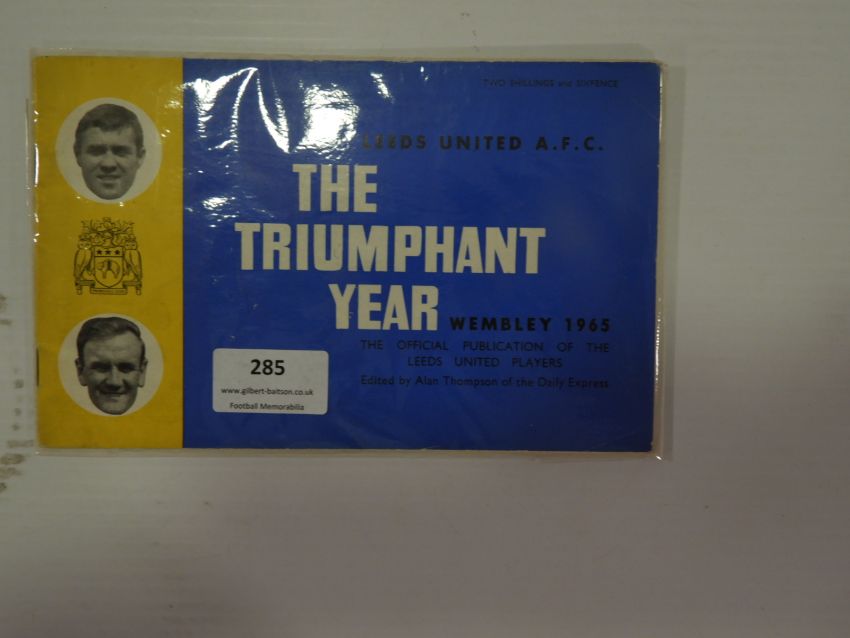 TWO SHILLINGS and SIXPENCE
LEEDS UNITED A.F.C.
THE
TRIUMPHANT
YEAR
WEMBLEY 1965
THE OFFICIAL PUBLICATION OF THE
LEEDS UNITED PLAYERS
Edited by Alan Thompson of the Daily Express
285
www.gilbert-baitson.co.uk
Football Memorabilia